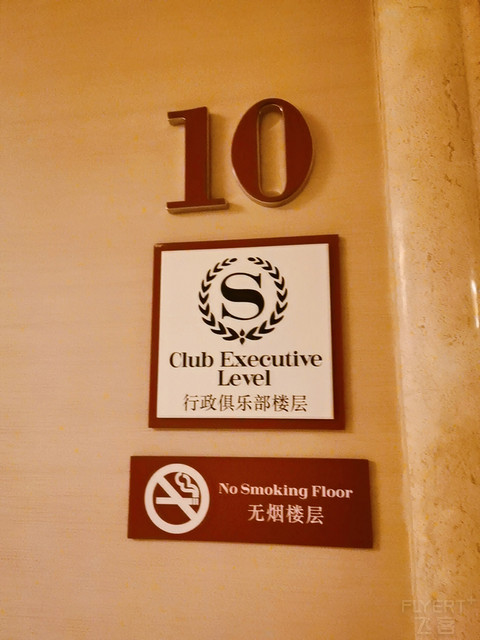 10
S
Club Executive
Level
行政俱乐部楼层
No Smoking Floor
无烟楼层
FLYERT
飞客